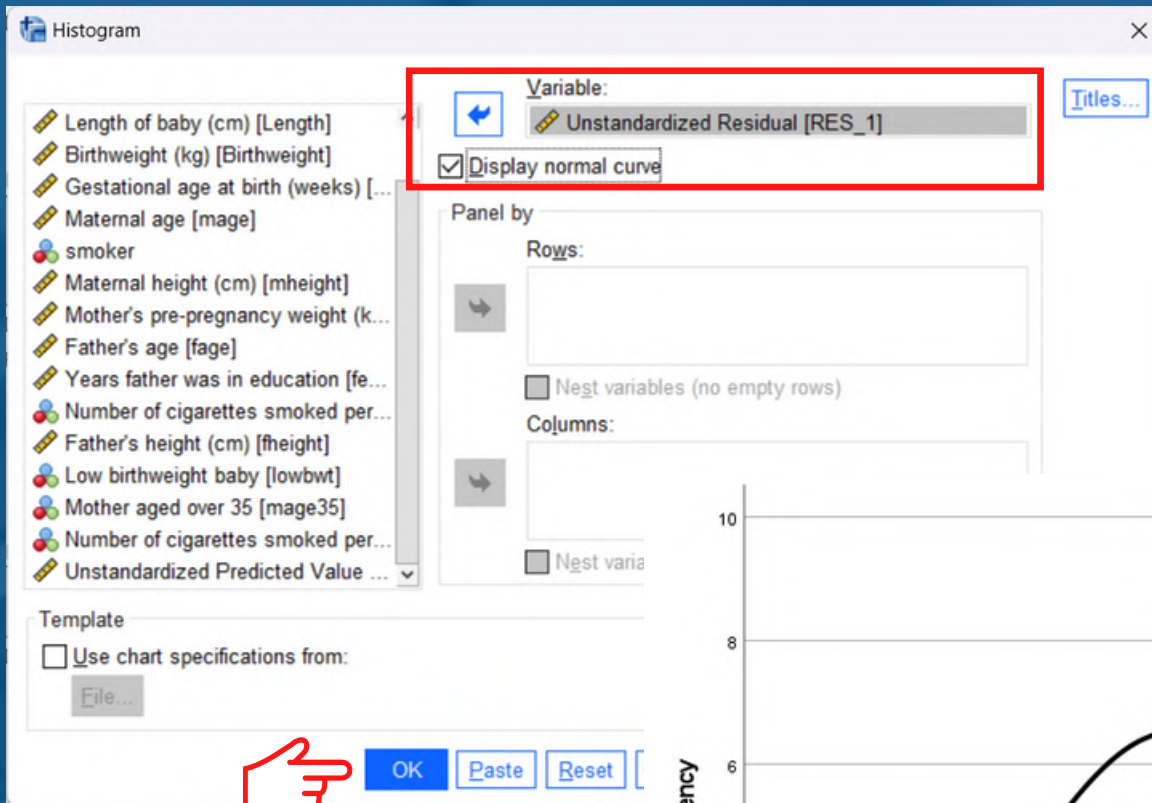 Histogram
Variable:
Unstandardized Residual [RES_1]
Display normal curve
Titles...
Length of baby (cm) [Length]
Birthweight (kg) [Birthweight]
Gestational age at birth (weeks) [...
Maternal age [mage]
smoker
Maternal height (cm) [mheight]
Mother's pre-pregnancy weight (k...
Father's age [fage]
Years father was in education [fe...
Number of cigarettes smoked per...
Father's height (cm) [fheight]
Low birthweight baby [lowbwt]
Mother aged over 35 [mage35]
Number of cigarettes smoked per...
Unstandardized Predicted Value ...
Panel by
Rows:
Nest variables (no empty rows)
Columns:
Nest varia
Template
Use chart specifications from:
File...
OK
Paste
Reset
10
8
6
ency